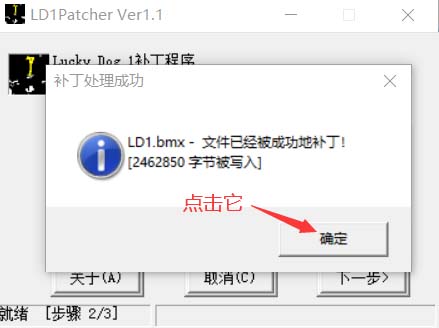 LD1Patcher Ver1.1
Lucky Dog 1补丁程序
补丁处理成功
LD1.bmx - 文件已经被成功地补丁!
[2462850 字节被写入]
点击它
确定
关于(A)
取消(C)
下一步>
就绪 [步骤 2/3]